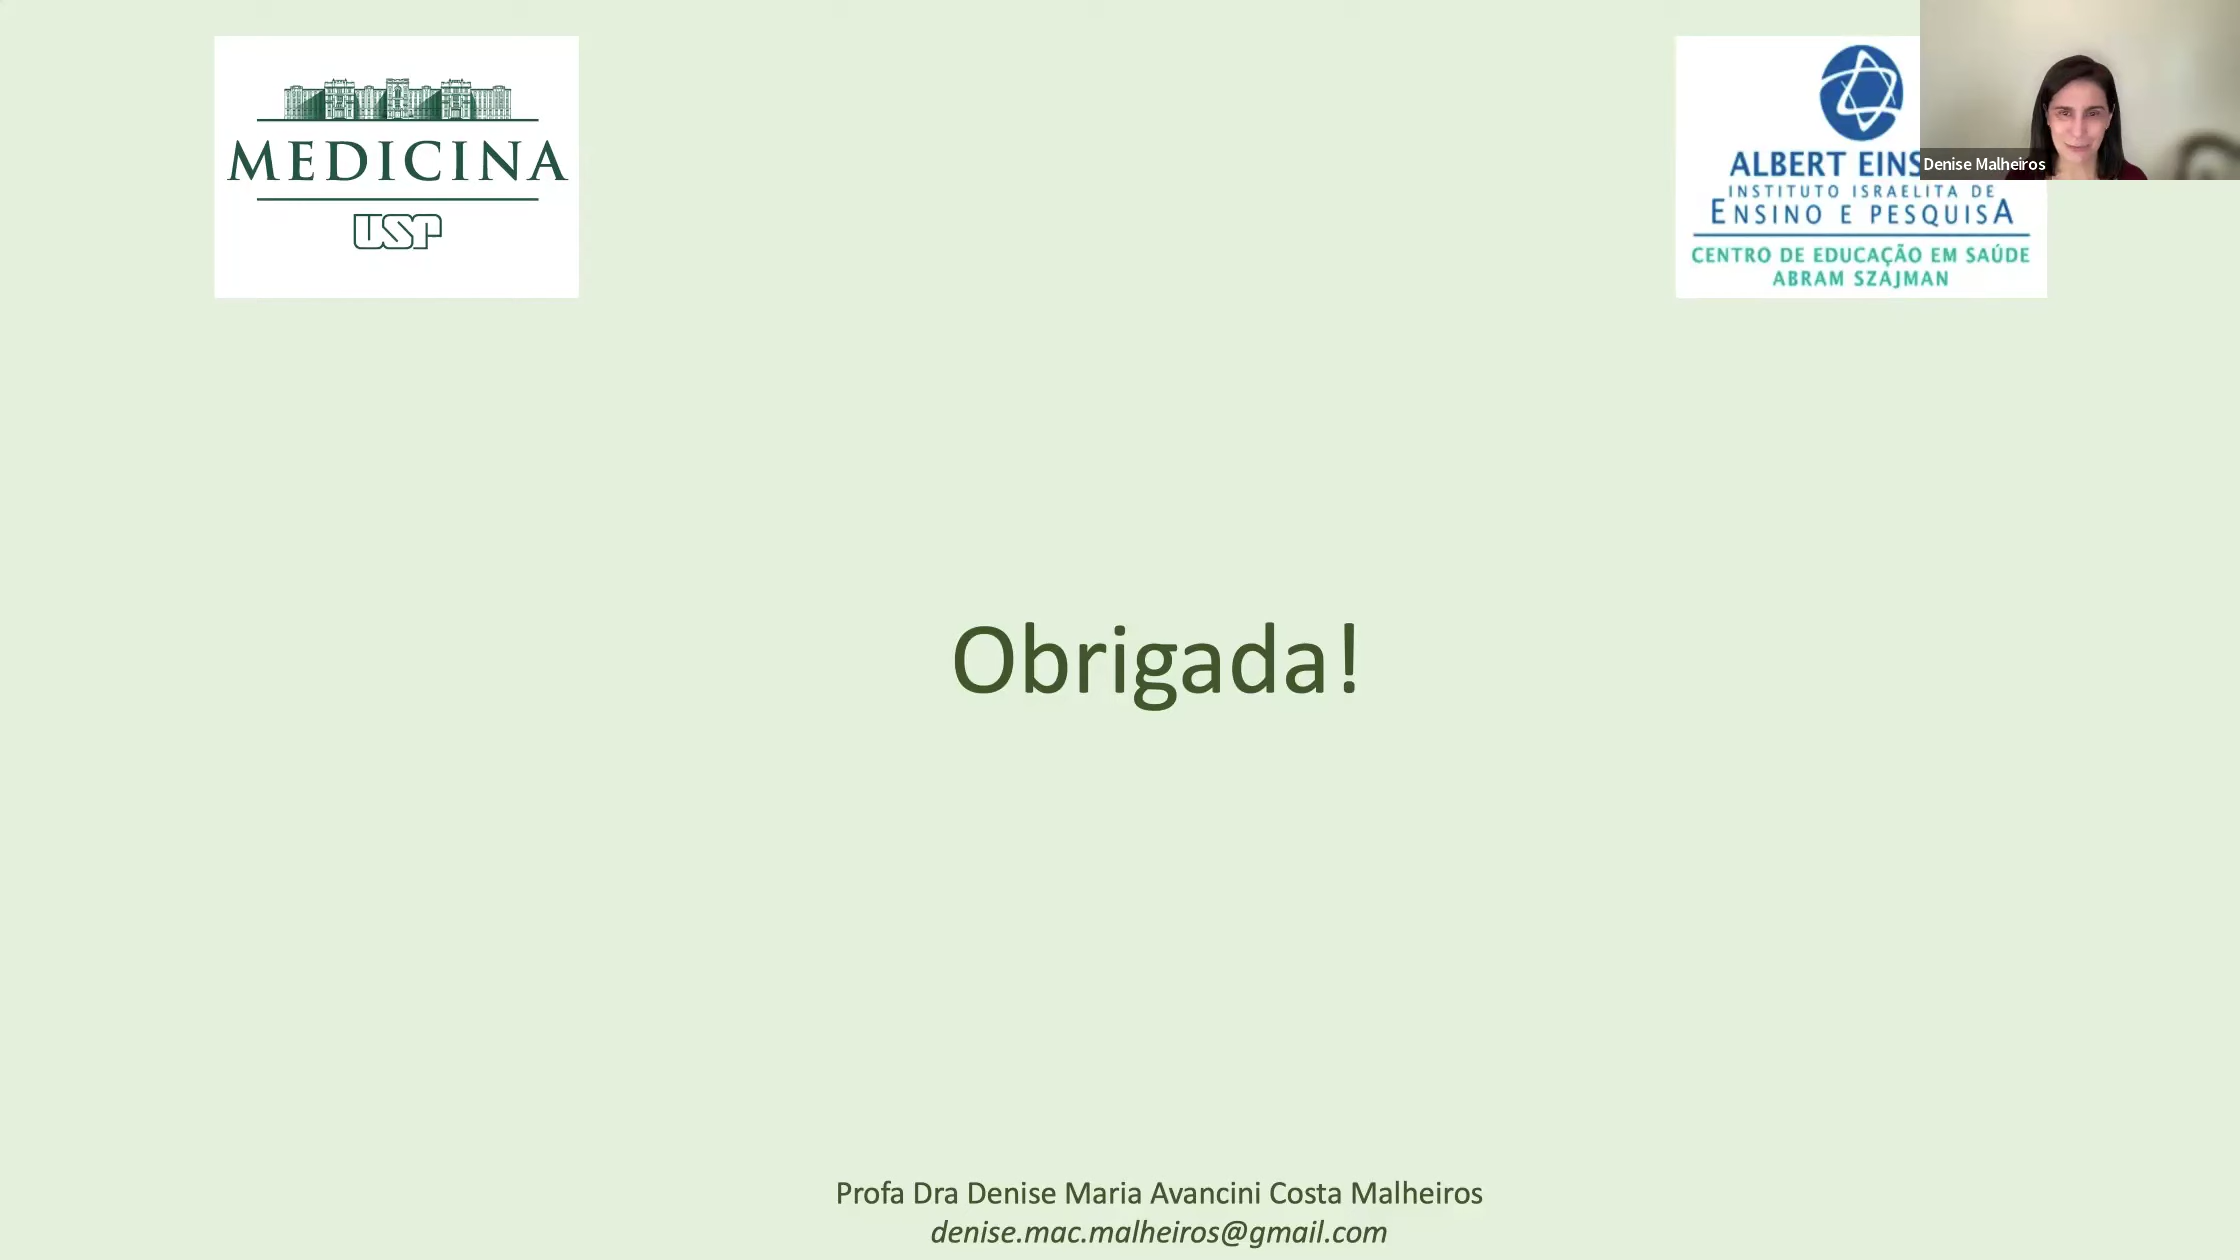 MEDICINA
USP
ALBERT
INSTITUTO ISRAELITA DE
ENSINO E PESQUISA
CENTRO DE EDUCAÇÃO EM SAÚDE
ABRAM SZAJMAN
Denise Malheiros
Obrigada!
Profa Dra Denise Maria Avancini Costa Malheiros
denise.mac.malheiros@gmail.com